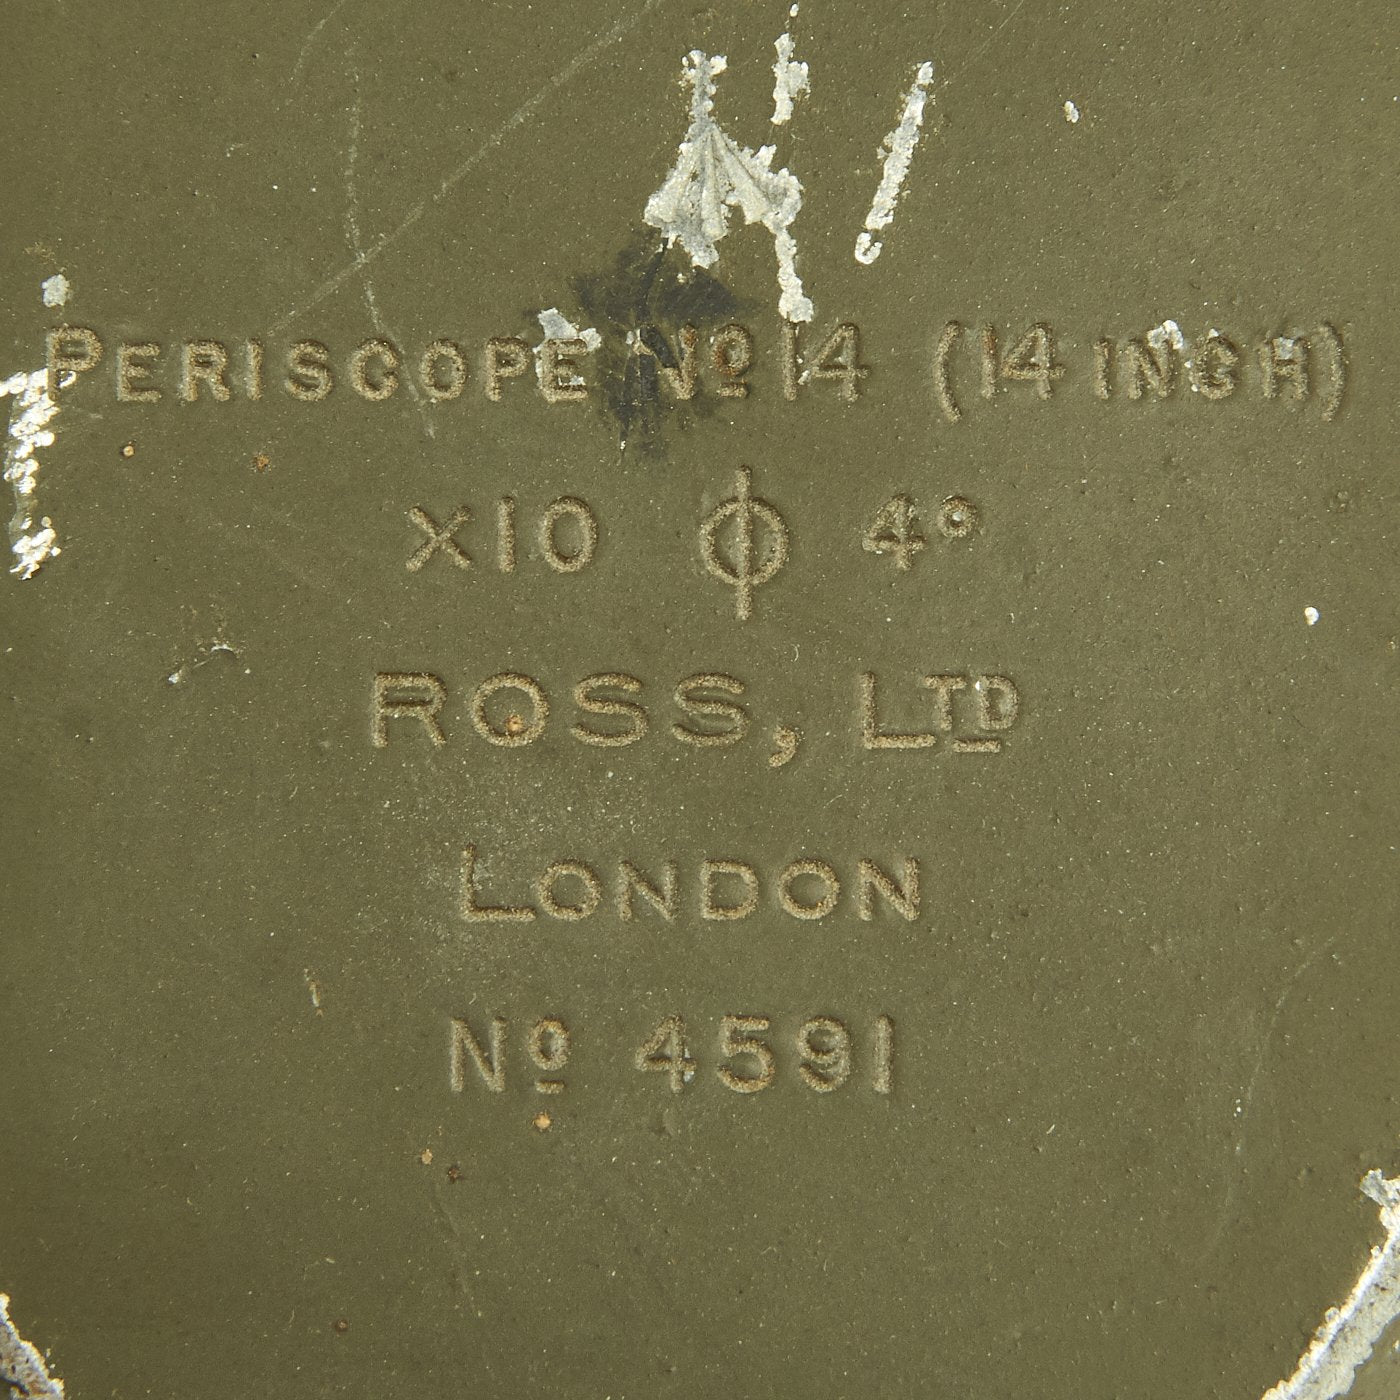 PERISCOPE Nº 14 (14 INCH)
x10 ϕ 4°
ROSS, LTD
LONDON
Nº 4591